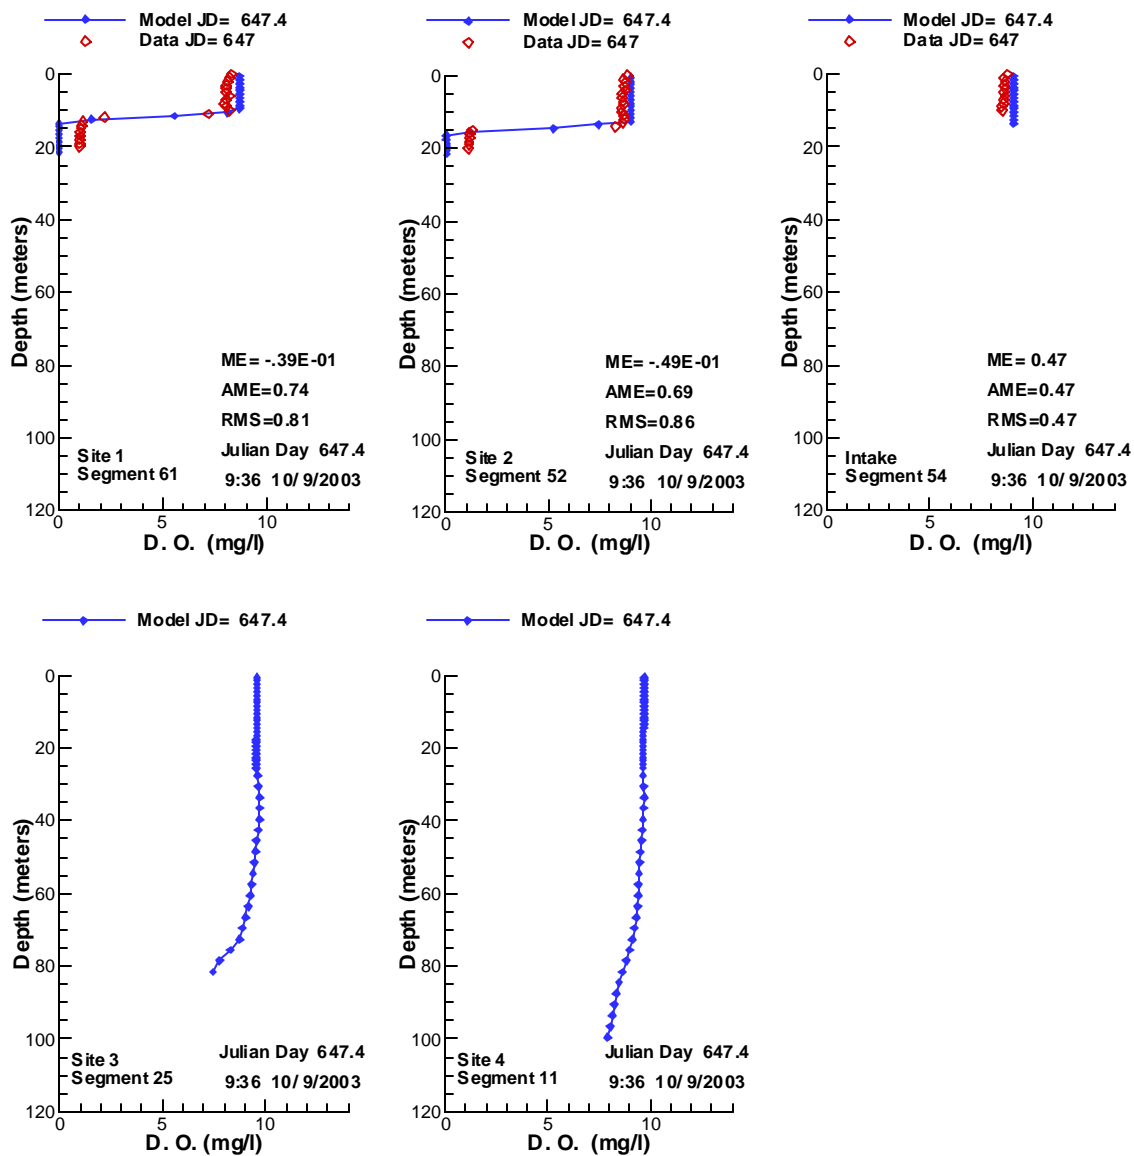 Model JD= 647.4
Data JD= 647
0
20
40
60
80
100
120
Depth (meters)
ME= -.39E-01
AME=0.74
RMS=0.81
Julian Day 647.4
9:36 10/ 9/2003
Site 1
Segment 61
0 5 10
D. O. (mg/l)
Model JD= 647.4
Data JD= 647
0
20
40
60
80
100
120
Depth (meters)
ME= -.49E-01
AME=0.69
RMS=0.86
Julian Day 647.4
9:36 10/ 9/2003
Site 2
Segment 52
0 5 10
D. O. (mg/l)
Model JD= 647.4
Data JD= 647
0
20
40
60
80
100
120
Depth (meters)
ME= 0.47
AME=0.47
RMS=0.47
Julian Day 647.4
9:36 10/ 9/2003
Intake
Segment 54
0 5 10
D. O. (mg/l)
Model JD= 647.4
0
20
40
60
80
100
120
Depth (meters)
Julian Day 647.4
9:36 10/ 9/2003
Site 3
Segment 25
0 5 10
D. O. (mg/l)
Model JD= 647.4
0
20
40
60
80
100
120
Depth (meters)
Julian Day 647.4
9:36 10/ 9/2003
Site 4
Segment 11
0 5 10
D. O. (mg/l)